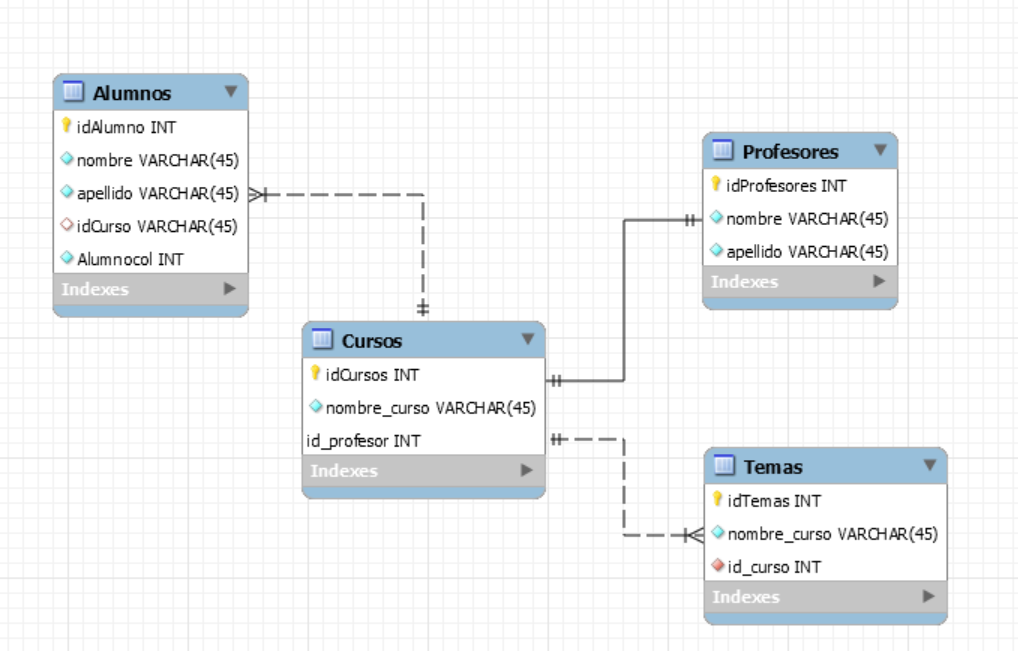 Alumnos
idAlumno INT
nombre VARCHAR(45)
apellido VARCHAR(45)
idCurso VARCHAR(45)
Alumnocol INT
Indexes
Profesores
idProfesores INT
nombre VARCHAR(45)
apellido VARCHAR(45)
Indexes
Cursos
idCursos INT
nombre_curso VARCHAR(45)
id_profesor INT
Indexes
Temas
idTemas INT
nombre_curso VARCHAR(45)
id_curso INT
Indexes